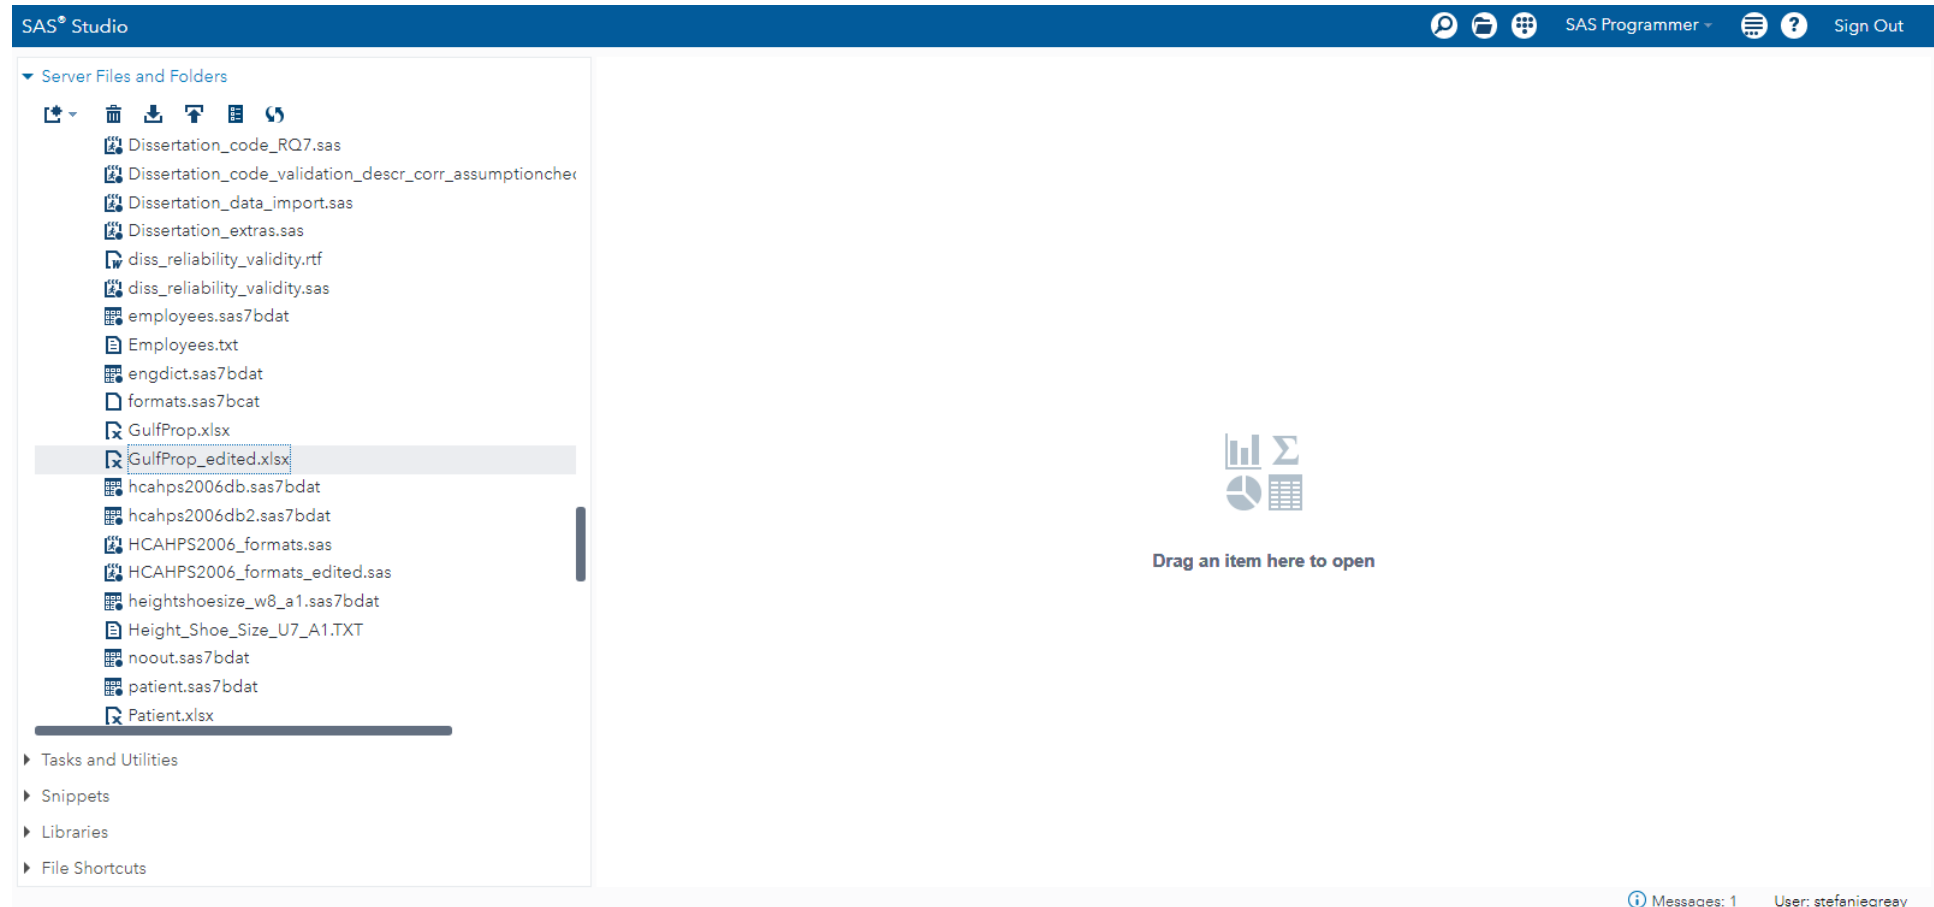 SAS® Studio
SAS Programmer
Sign Out
Server Files and Folders
Dissertation_code_RQ7.sas
Dissertation_code_validation_descr_corr_assumptionchec
Dissertation_data_import.sas
Dissertation_extras.sas
diss_reliability_validity.rtf
diss_reliability_validity.sas
employees.sas7bdat
Employees.txt
engdict.sas7bdat
formats.sas7bcat
GulfProp.xlsx
GulfProp_edited.xlsx
hcahps2006db.sas7bdat
hcahps2006db2.sas7bdat
HCAHPS2006_formats.sas
HCAHPS2006_formats_edited.sas
heightshoesize_w8_a1.sas7bdat
Height_Shoe_Size_U7_A1.TXT
noout.sas7bdat
patient.sas7bdat
Patient.xlsx
Tasks and Utilities
Snippets
Libraries
File Shortcuts
Drag an item here to open
Messages: 1
User: stefaniegreay